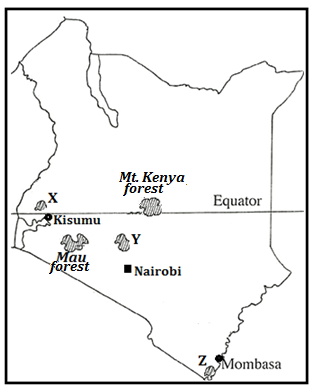 Mt. Kenya
forest
Equator
X
Kisumu
Y
Mau
forest
Nairobi
Z
Mombasa